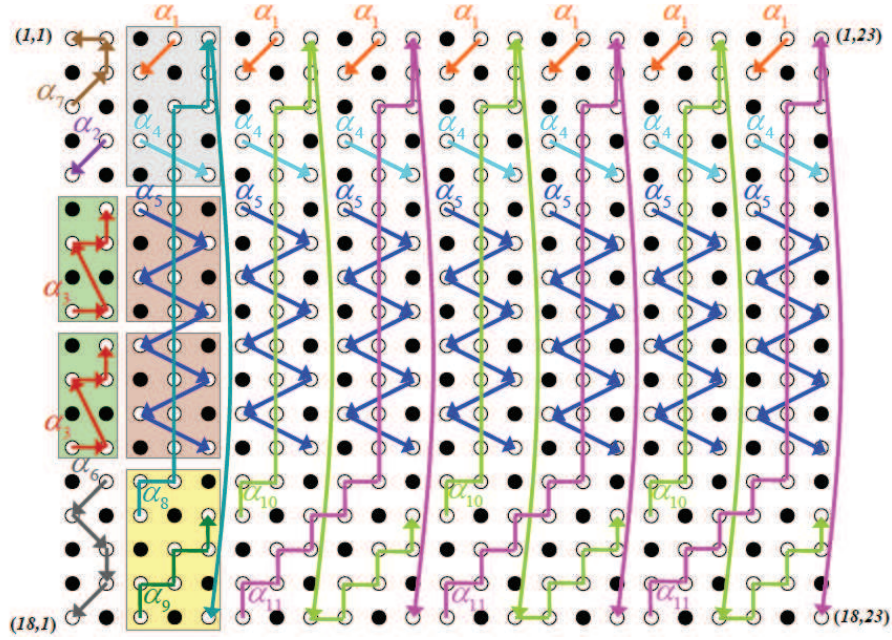 α1 α1 α1 α1 α1 α1 α1
(1,1) (1,23)
α7
α2 α4 α4 α4 α4 α4 α4 α4
α5 α5 α5 α5 α5 α5 α5
α3
α3
α6
α8 α10 α10 α10
α9 α11 α11 α11
(18,1) (18,23)